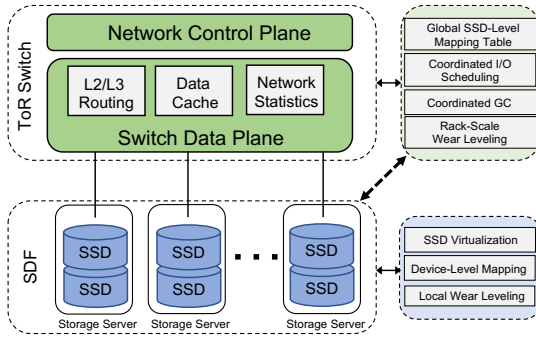 ToR Switch
Network Control Plane
L2/L3
Routing
Data
Cache
Network
Statistics
Switch Data Plane
Global SSD-Level
Mapping Table
Coordinated I/O
Scheduling
Coordinated GC
Rack-Scale
Wear Leveling
SDF
SSD
SSD
SSD
SSD
SSD
SSD
Storage Server
Storage Server
Storage Server
SSD Virtualization
Device-Level Mapping
Local Wear Leveling